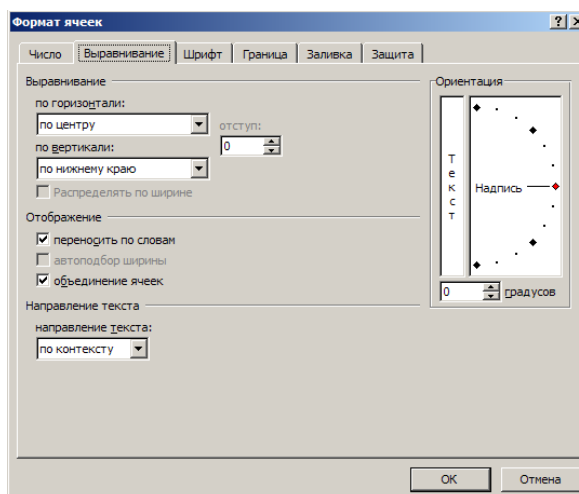 Формат ячеек
Число Выравнивание Шрифт Граница Заливка Защита
Выравнивание
по горизонтали:
по центру
отступ:
0
по вертикали:
по нижнему краю
Распределять по ширине
Отображение
переносить по словам
автоподбор ширины
объединение ячеек
Направление текста
направление текста:
по контексту
Ориентация
Текст
Надпись
0 градусов
ОК Отмена